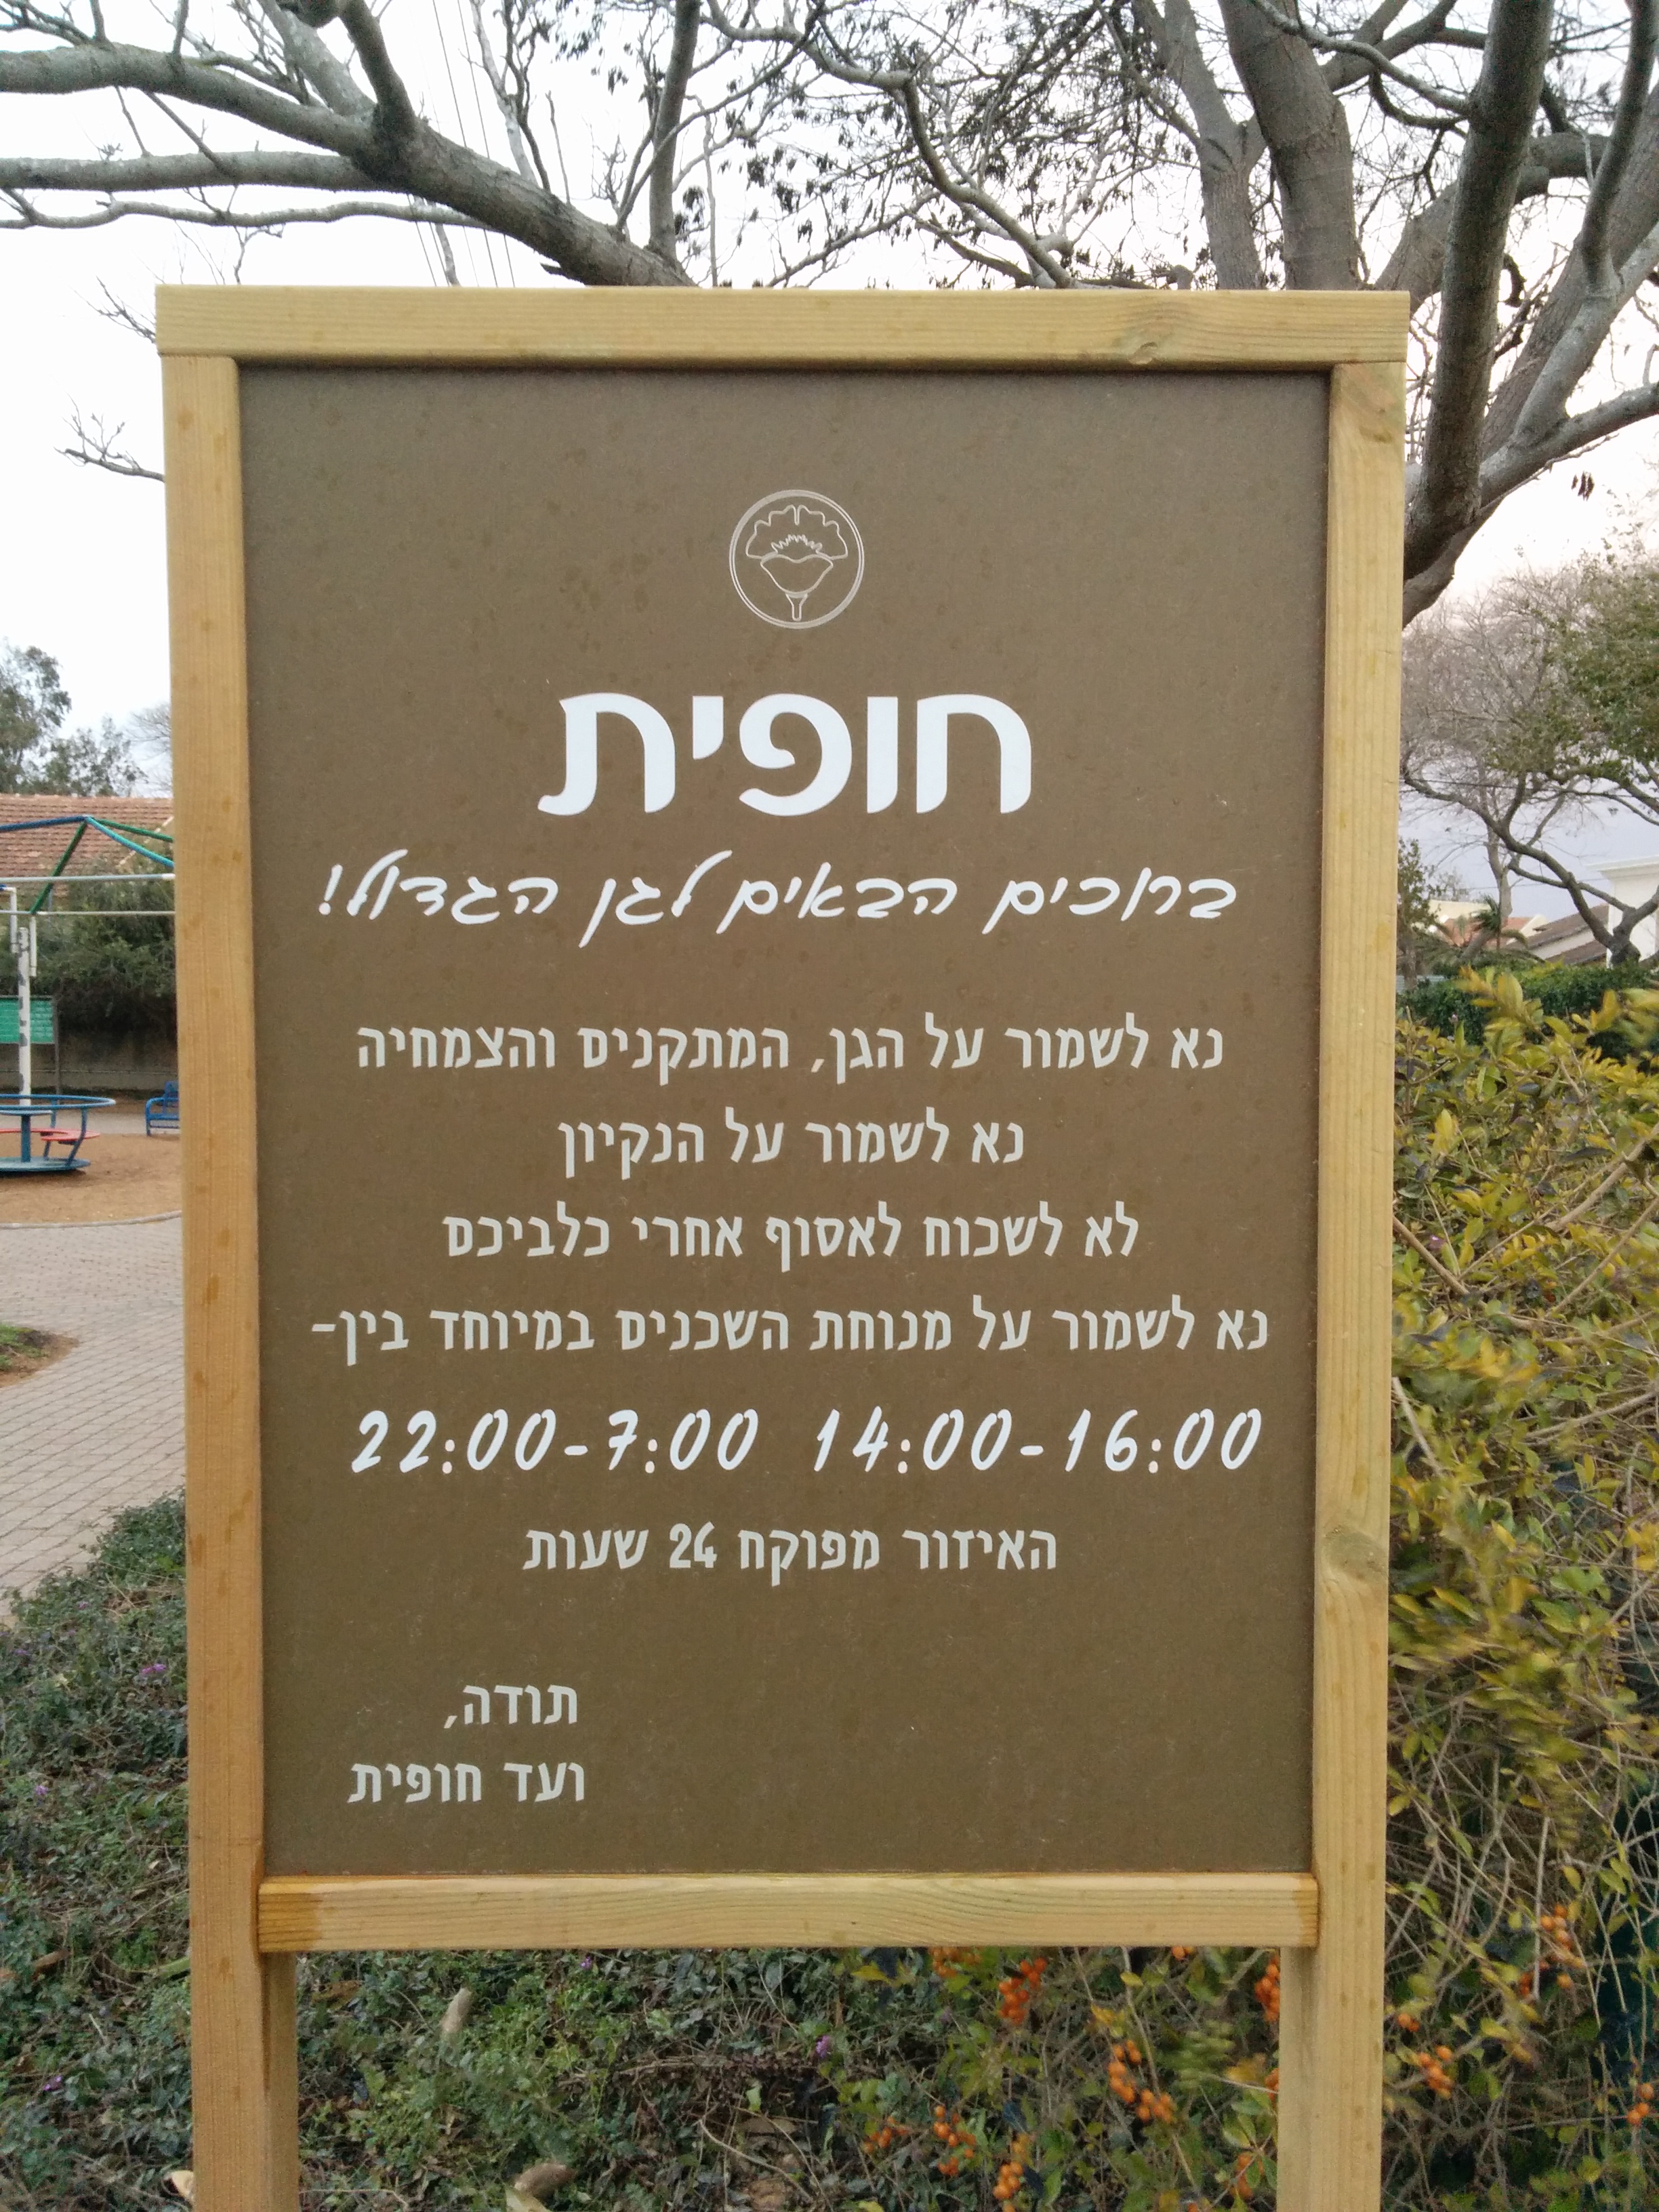 חופית
ברוכים הבאים לגן הגדול!
נא לשמור על הגן, המתקנים והצמחיה
נא לשמור על הנקיון
לא לשכוח לאסוף אחרי כלביכם
נא לשמור על מנוחת השכנים במיוחד בין-
22:00-7:00 14:00-16:00
האיזור מפוקח 24 שעות
תודה,
ועד חופית